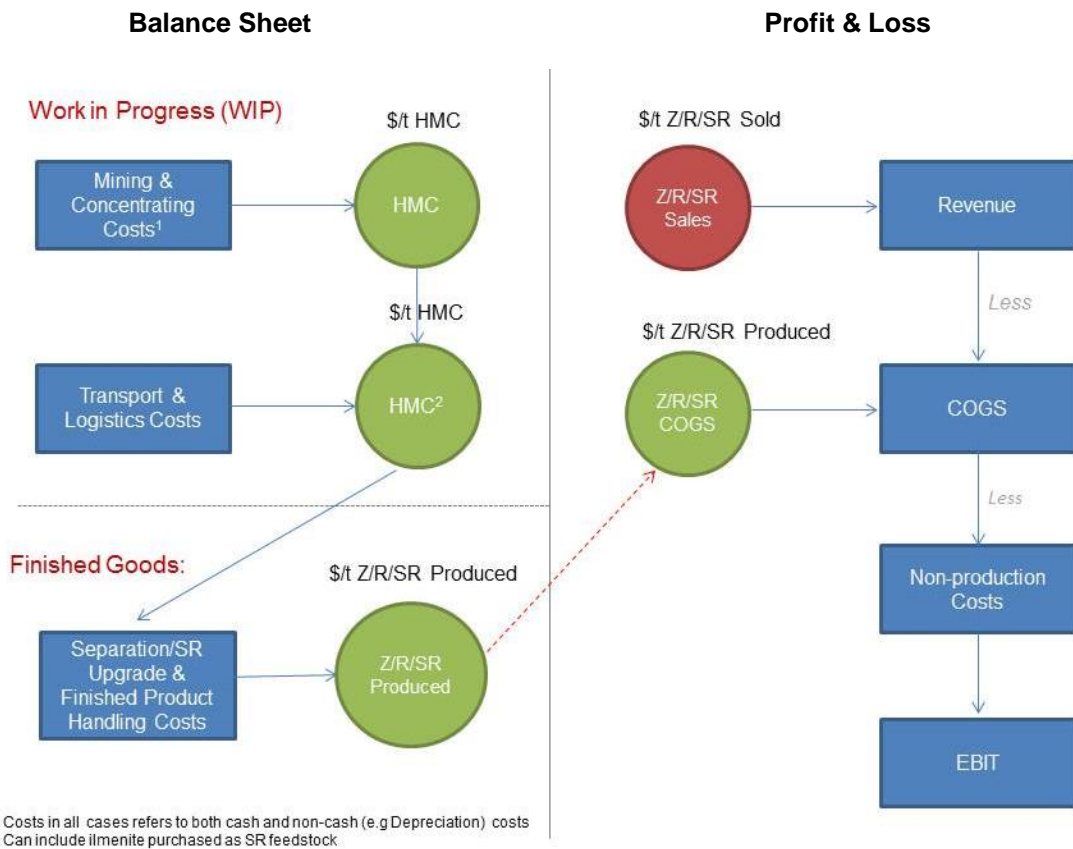 Balance Sheet
Profit & Loss
Work in Progress (WIP)
$/t HMC
Mining &
Concentrating
Costs¹
HMC
$/t HMC
Transport &
Logistics Costs
HMC²
Finished Goods:
$/t Z/R/SR Produced
Separation/SR
Upgrade &
Finished Product
Handling Costs
Z/R/SR
Produced
$/t Z/R/SR Sold
Z/R/SR
Sales
Revenue
Less
$/t Z/R/SR Produced
Z/R/SR
COGS
COGS
Less
Non-production
Costs
EBIT
Costs in all cases refers to both cash and non-cash (e.g Depreciation) costs
Can include ilmenite purchased as SR feedstock